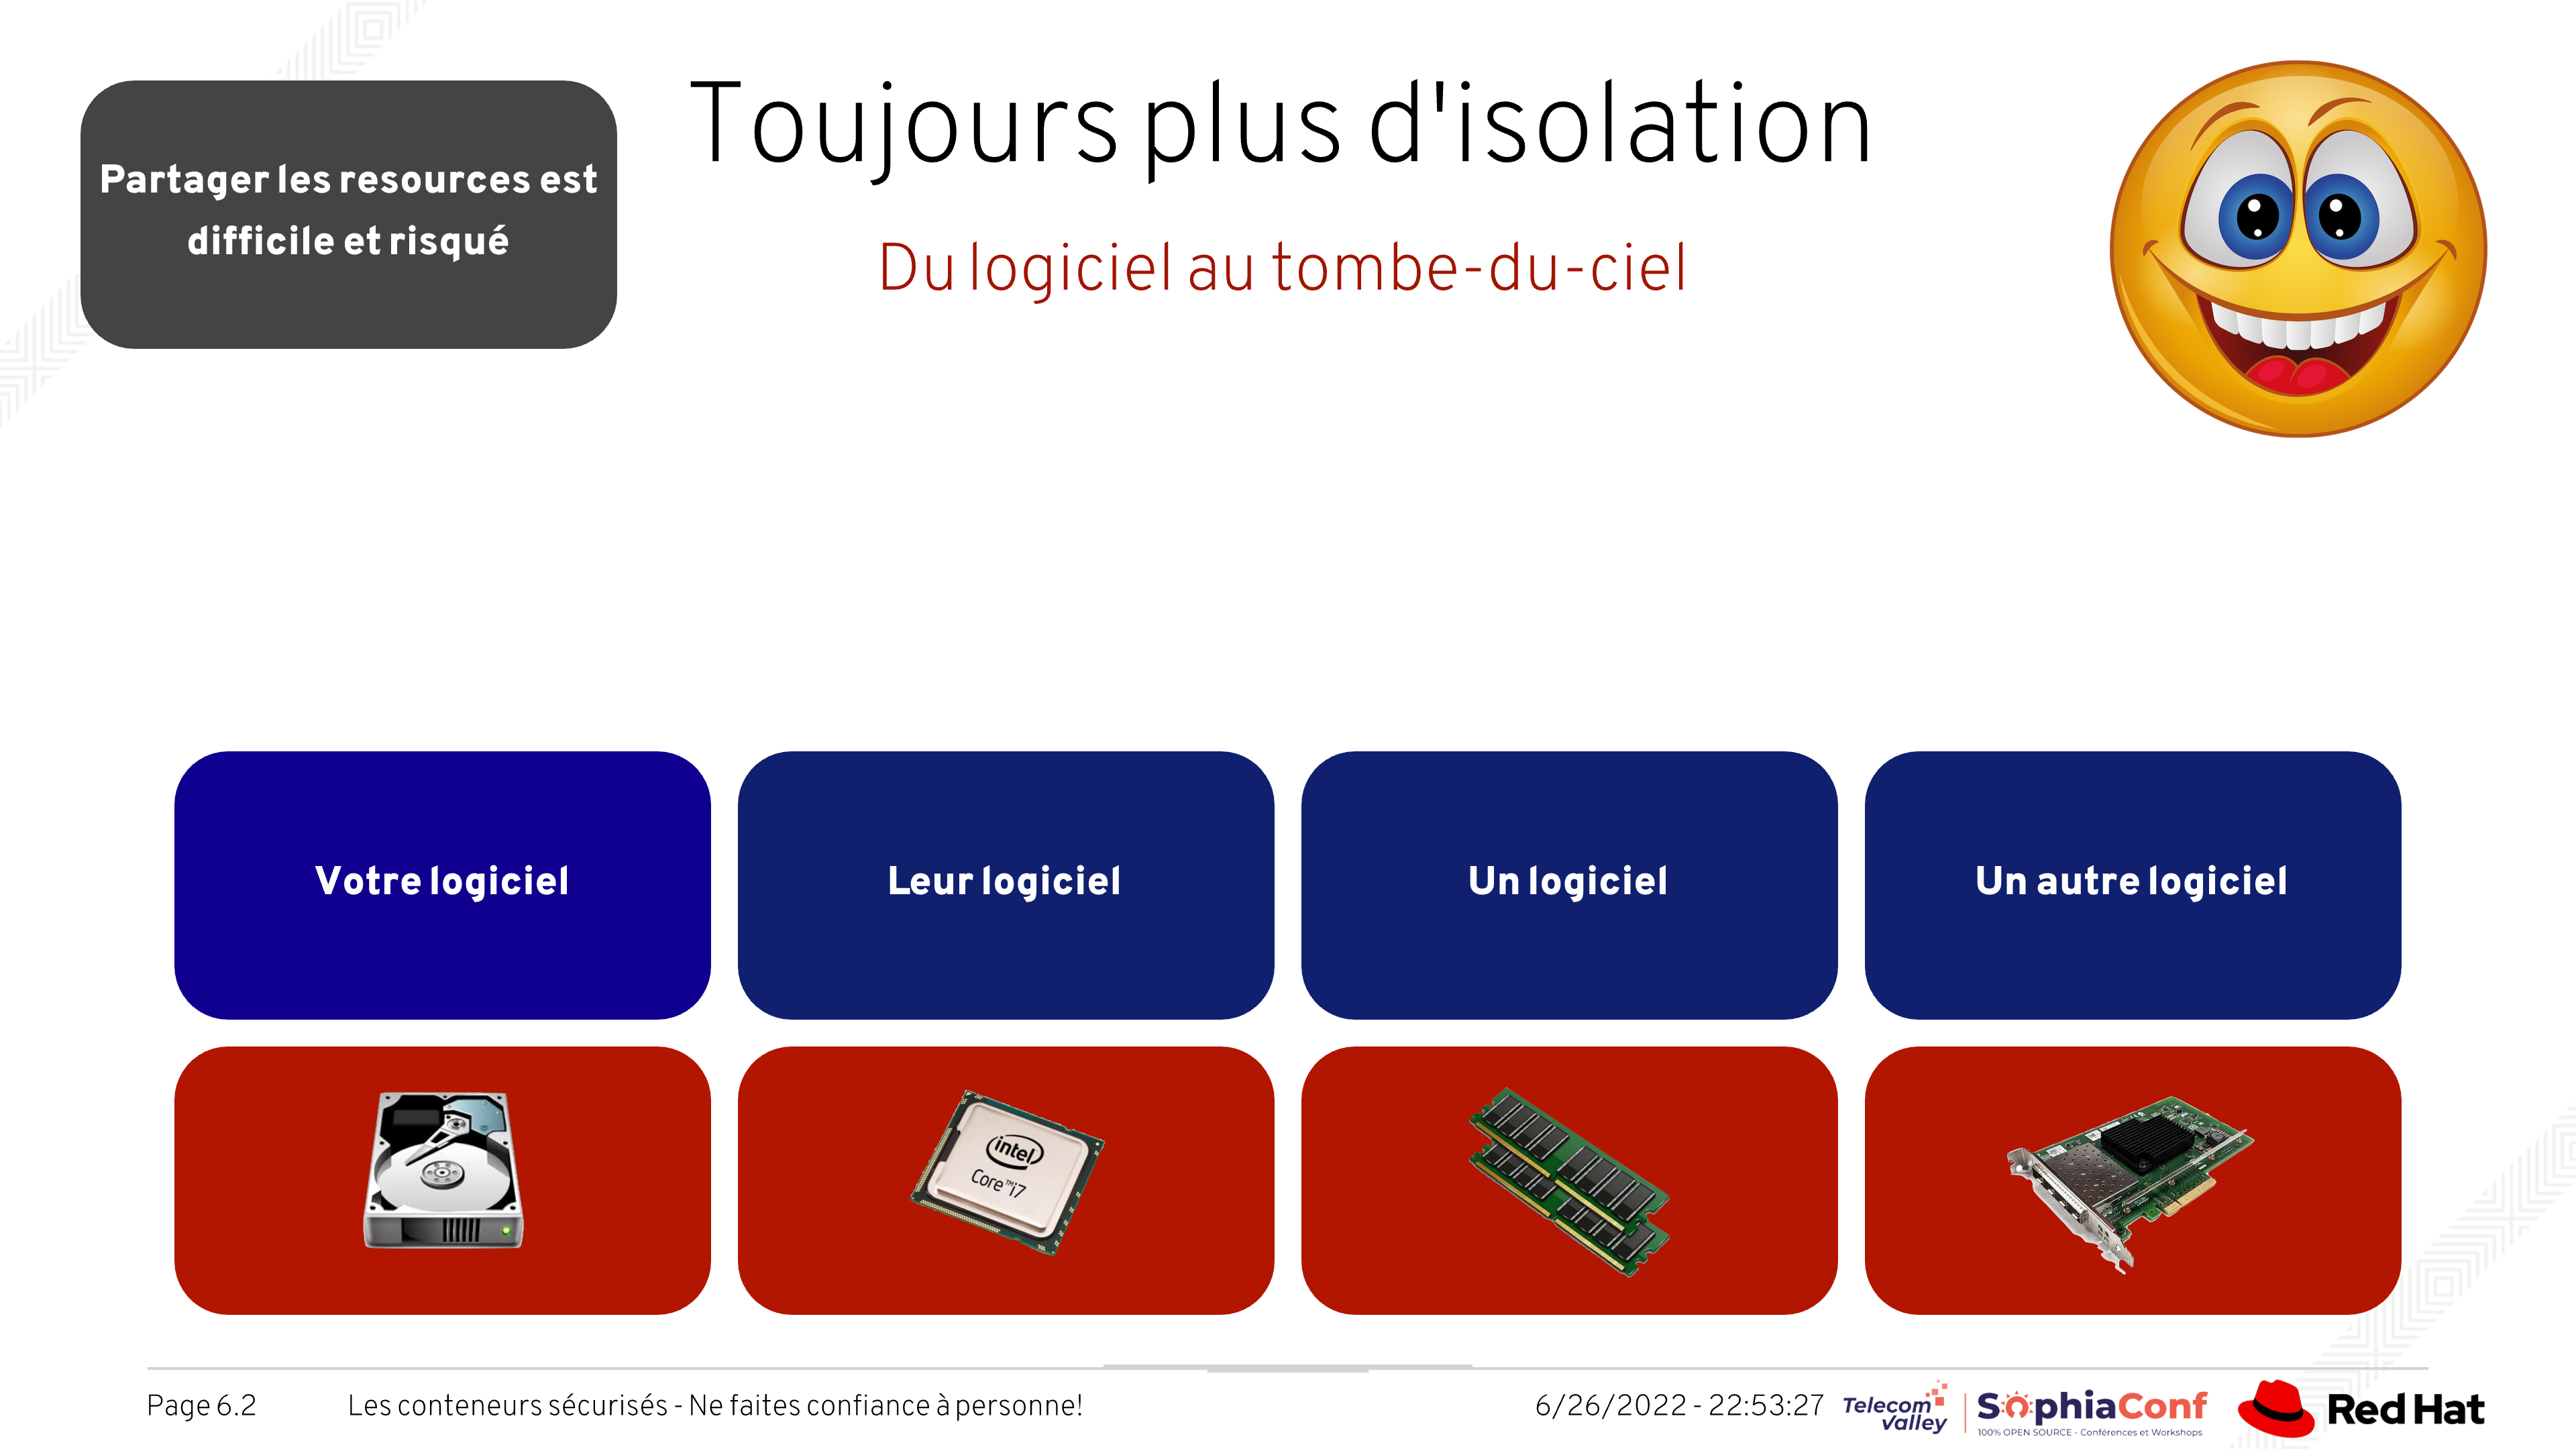 Partager les resources est
difficile et risqué
Toujours plus d'isolation
Du logiciel au tombe-du-ciel
Votre logiciel
Leur logiciel
Un logiciel
Un autre logiciel
intel
Core™i7
Page 6.2
Les conteneurs sécurisés - Ne faites confiance à personne!
6/26/2022 - 22:53:27
Telecom
Valley
SophiaConf
100% OPEN SOURCE - Conférences et Workshops
Red Hat